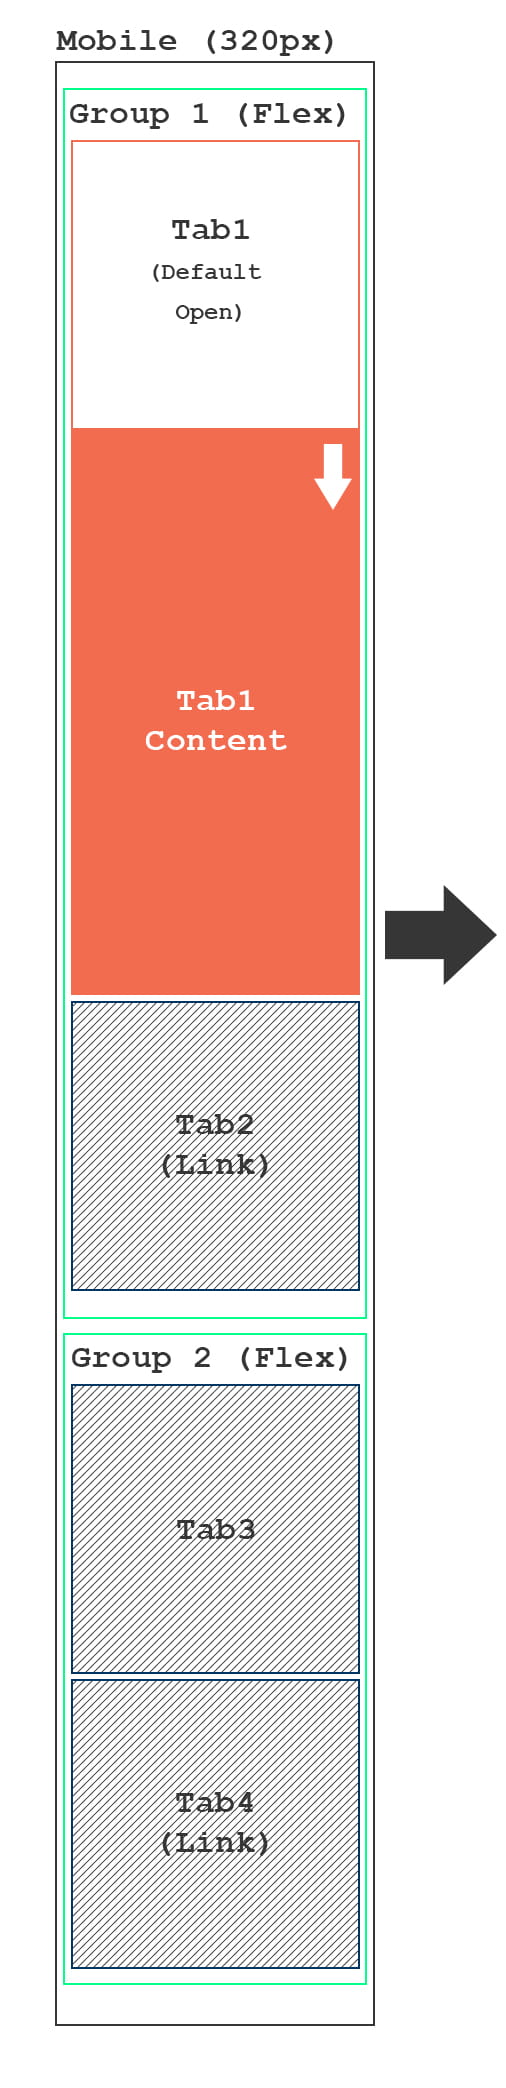 Mobile (320px)
Group 1 (Flex)
Tab1
(Default
Open)
Tab1
Content
Tab2
(Link)
Group 2 (Flex)
Tab3
Tab4
(Link)